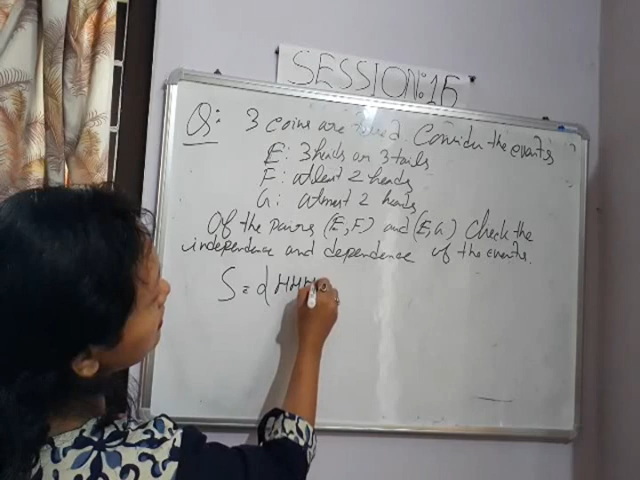 SESSION:16
Q: 3 coins are tossed. Consider the events
E: 3 heads or 3 tails
F: atleast 2 heads
G: atmost 2 heads
Of the pairs (E,F) and (E,G) Check the
independence and dependence of the events.
S = { HHH